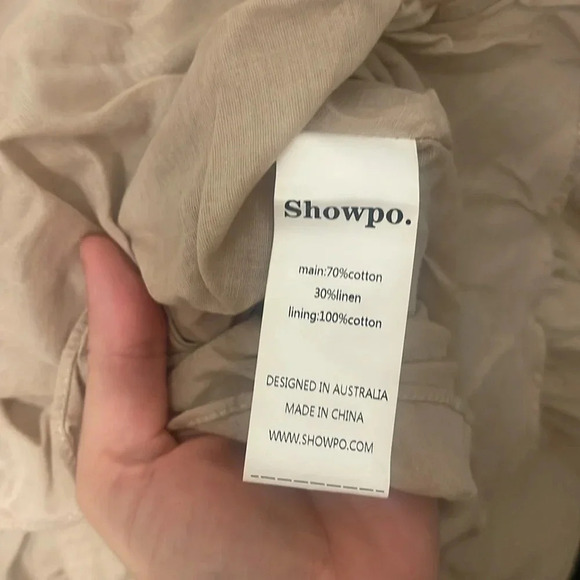 Showpo.
main:70%cotton
30%linen
lining:100%cotton
DESIGNED IN AUSTRALIA
MADE IN CHINA
WWW.SHOWPO.COM